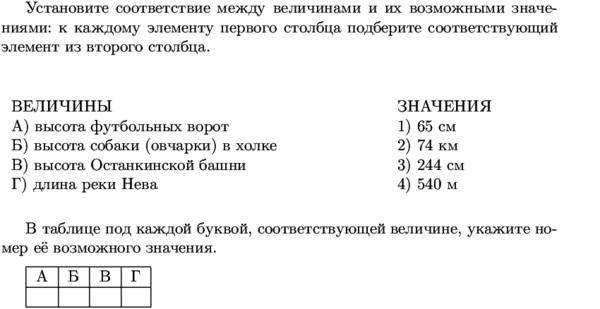 Установите соответствие между величинами и их возможными значе-
ниями: к каждому элементу первого столбца подберите соответствующий
элемент из второго столбца.
ВЕЛИЧИНЫ
А) высота футбольных ворот
Б) высота собаки (овчарки) в холке
В) высота Останкинской башни
Г) длина реки Нева
ЗНАЧЕНИЯ
1) 65 см
2) 74 км
3) 244 см
4) 540 м
В таблице под каждой буквой, соответствующей величине, укажите но-
мер её возможного значения.
А Б В Г